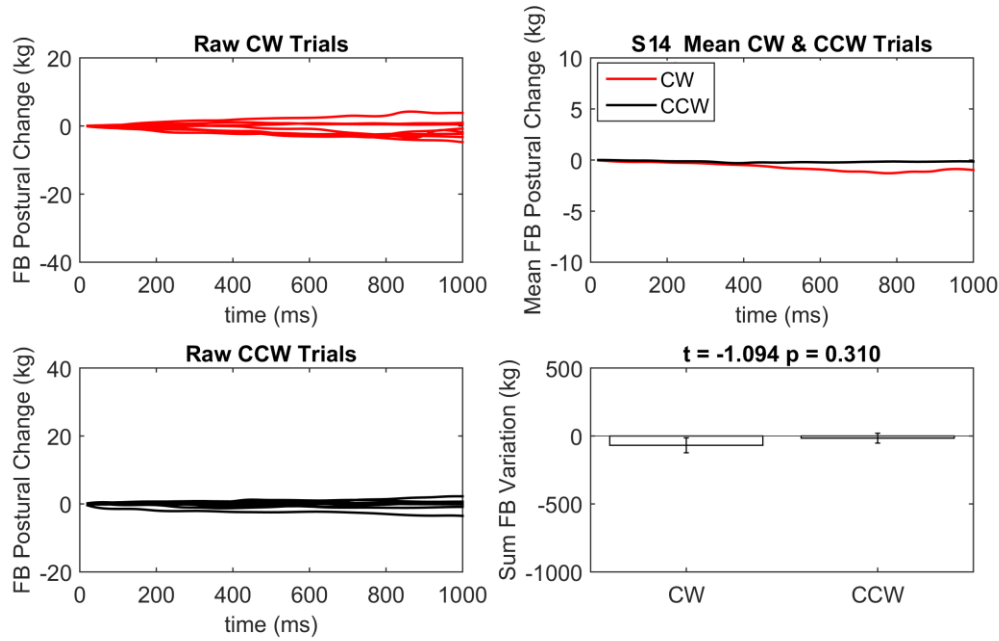 Raw CW Trials
FB Postural Change (kg)
20
0
-20
-40
0 200 400 600 800 1000
time (ms)
S14 Mean CW & CCW Trials
Mean FB Postural Change (kg)
10
5
0
-5
-10
CW
CCW
0 200 400 600 800 1000
time (ms)
Raw CCW Trials
FB Postural Change (kg)
40
20
0
-20
0 200 400 600 800 1000
time (ms)
t = -1.094 p = 0.310
Sum FB Variation (kg)
500
0
-500
-1000
CW CCW